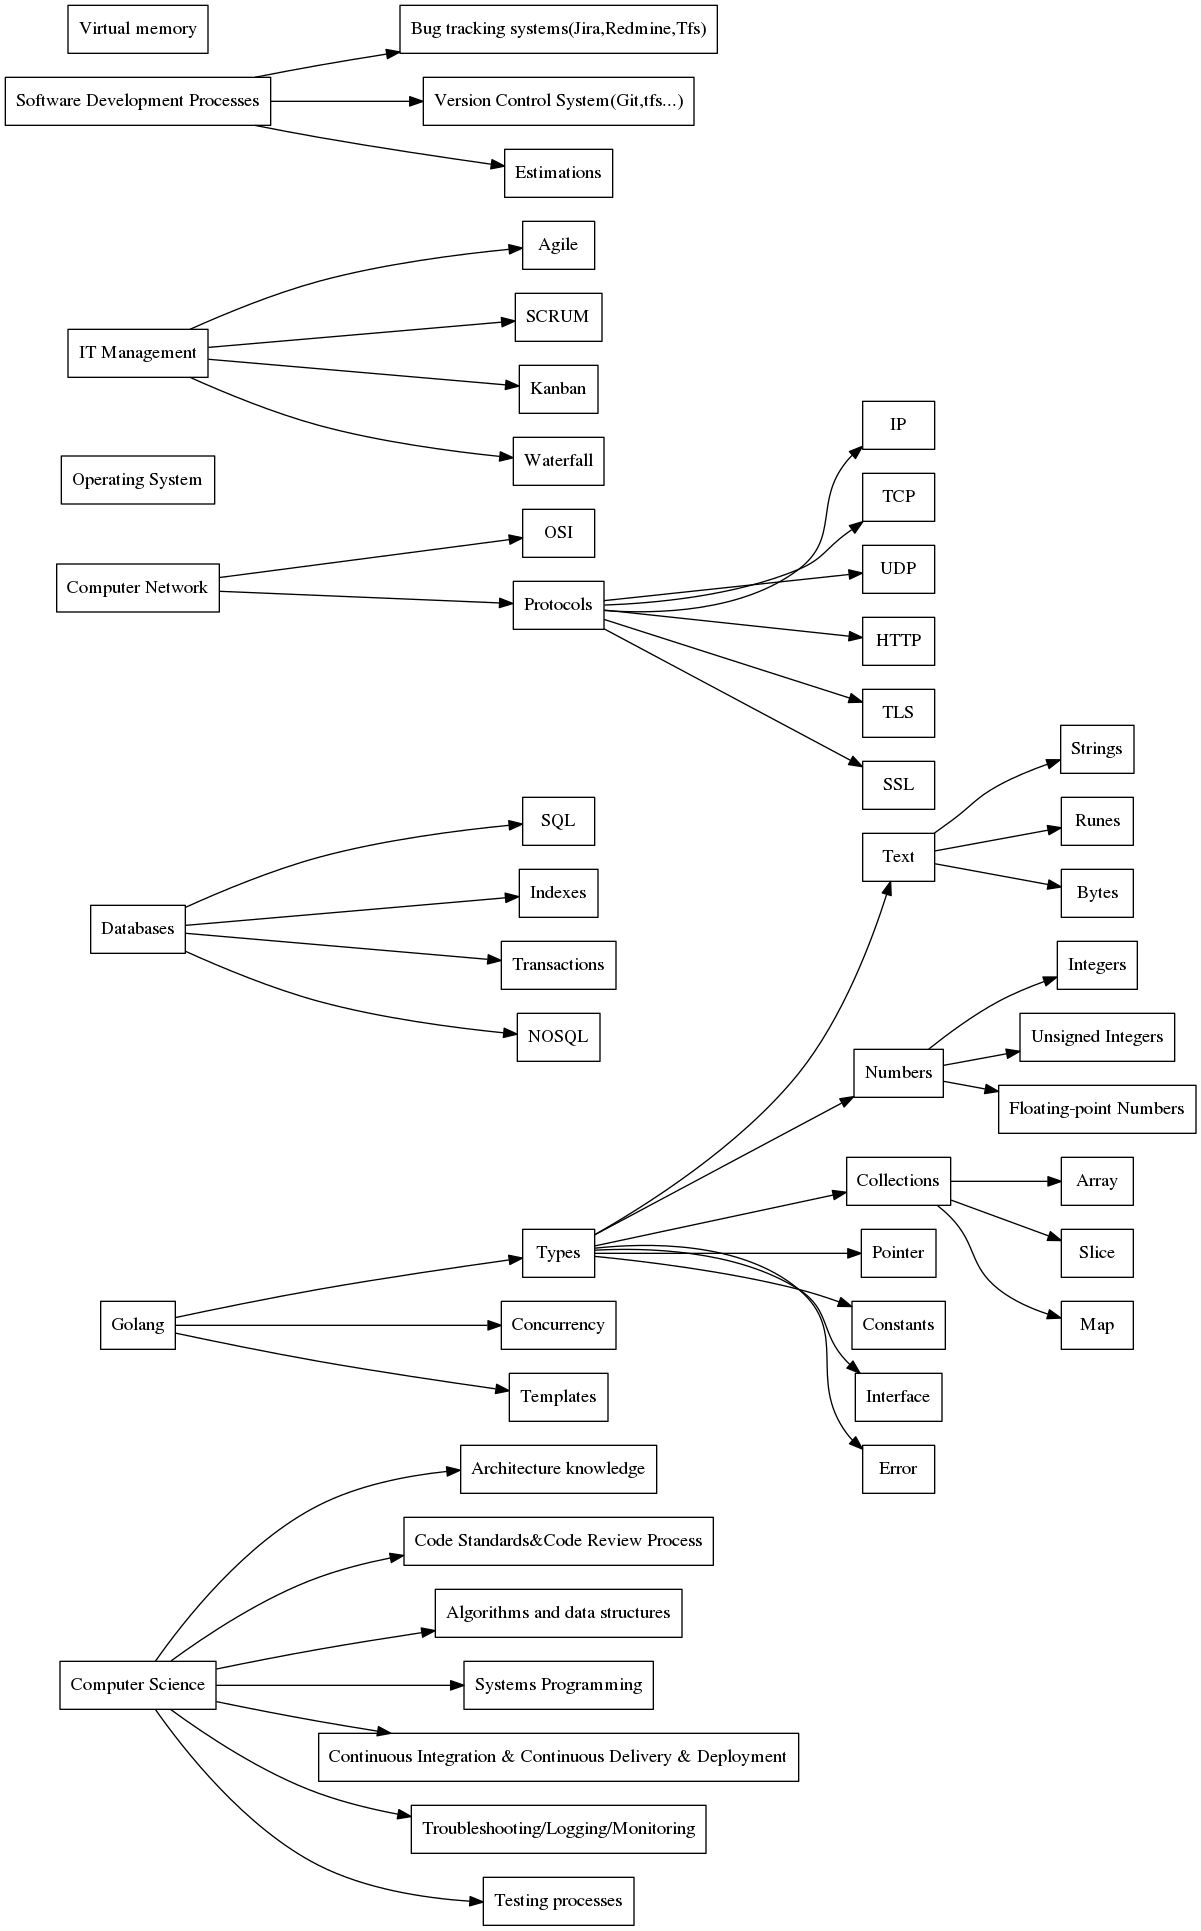 Virtual memory
Bug tracking systems(Jira,Redmine,Tfs)
Software Development Processes
Version Control System(Git,tfs...)
Estimations
Agile
SCRUM
IT Management
Kanban
Waterfall
Operating System
OSI
Computer Network
Protocols
IP
TCP
UDP
HTTP
TLS
SSL
SQL
Indexes
Databases
Transactions
NOSQL
Text
Strings
Runes
Bytes
Numbers
Integers
Unsigned Integers
Floating-point Numbers
Collections
Array
Slice
Map
Types
Pointer
Golang
Concurrency
Constants
Templates
Interface
Error
Architecture knowledge
Code Standards&Code Review Process
Algorithms and data structures
Computer Science
Systems Programming
Continuous Integration & Continuous Delivery & Deployment
Troubleshooting/Logging/Monitoring
Testing processes